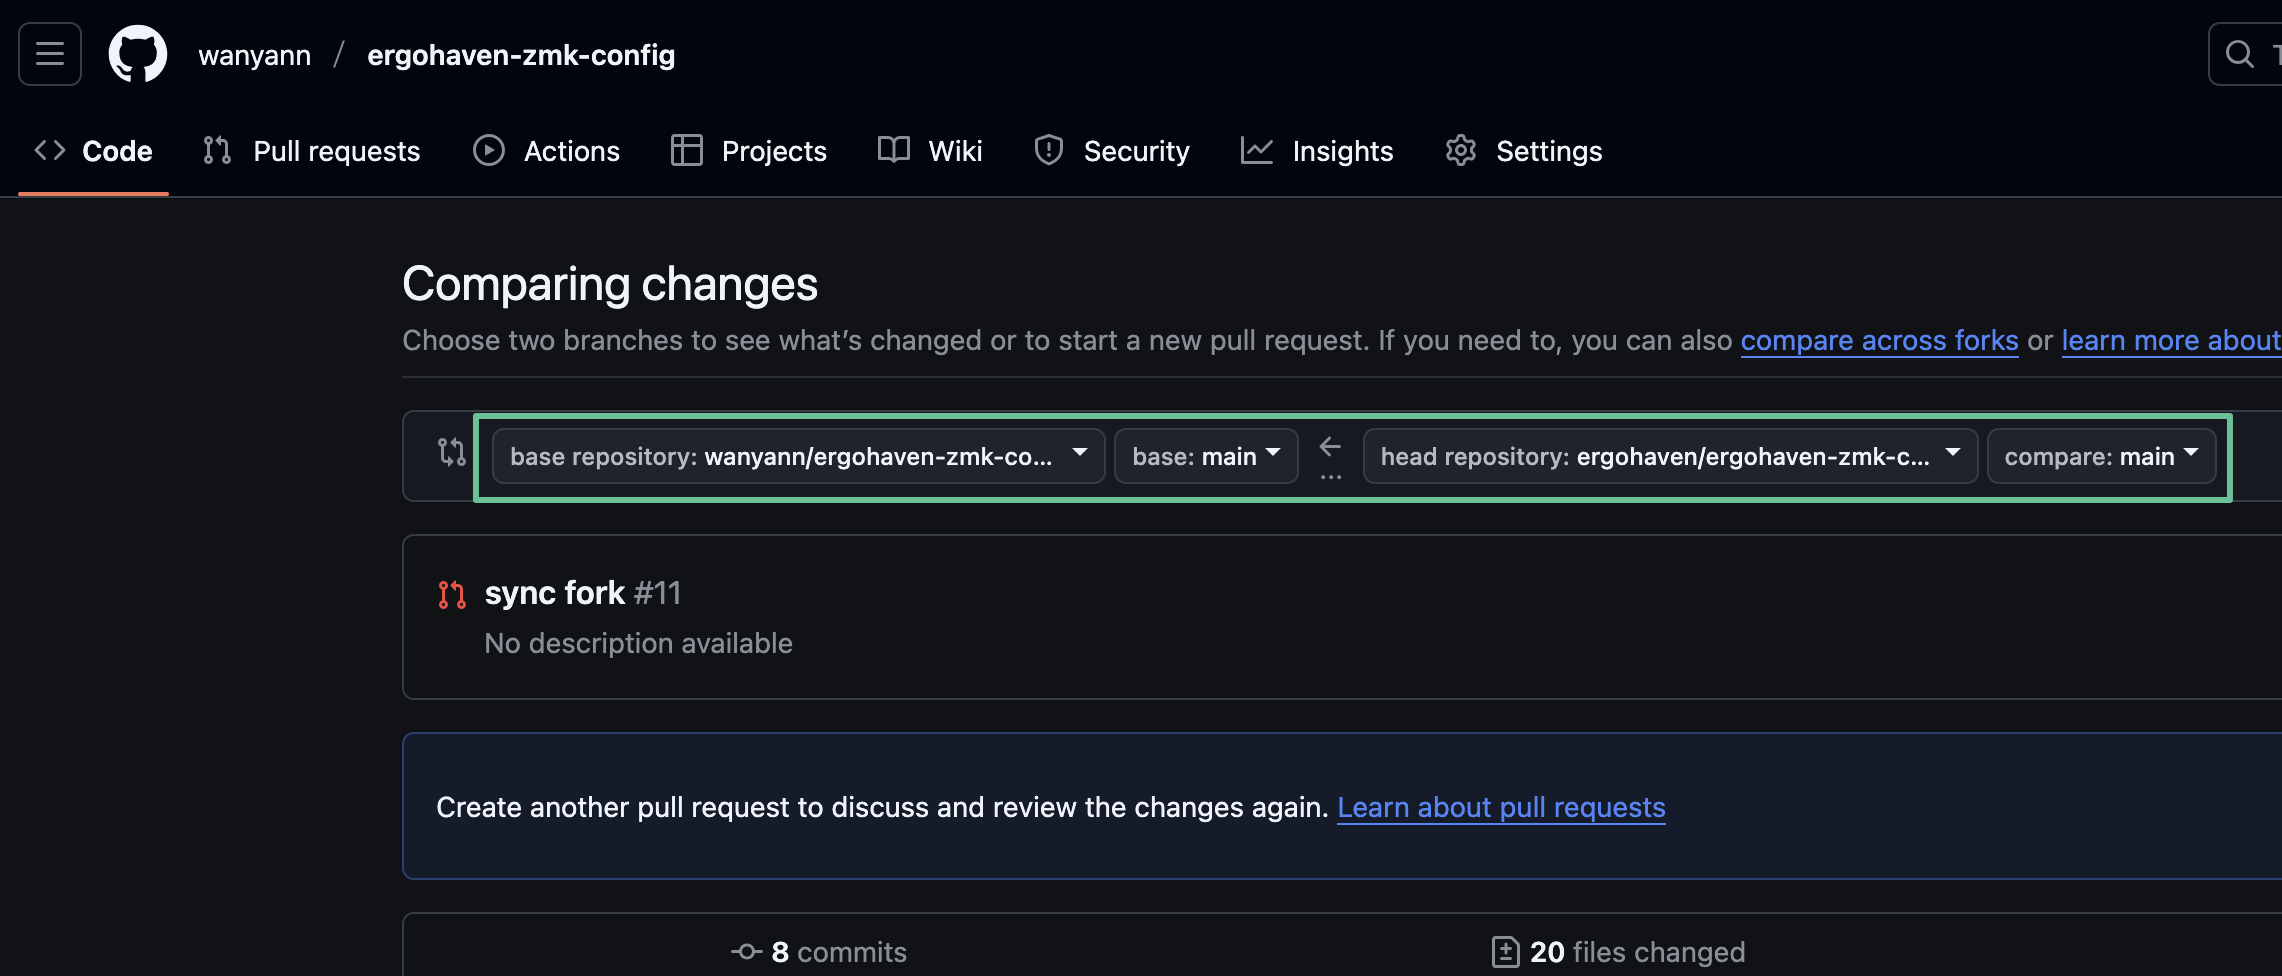 wanyann / ergohaven-zmk-config
Code Pull requests Actions Projects Wiki Security Insights Settings
Comparing changes
Choose two branches to see what’s changed or to start a new pull request. If you need to, you can also compare across forks or learn more about
base repository: wanyann/ergohaven-zmk-co... base: main ← ... head repository: ergohaven/ergohaven-zmk-c... compare: main
sync fork #11
No description available
Create another pull request to discuss and review the changes again. Learn about pull requests
8 commits 20 files changed